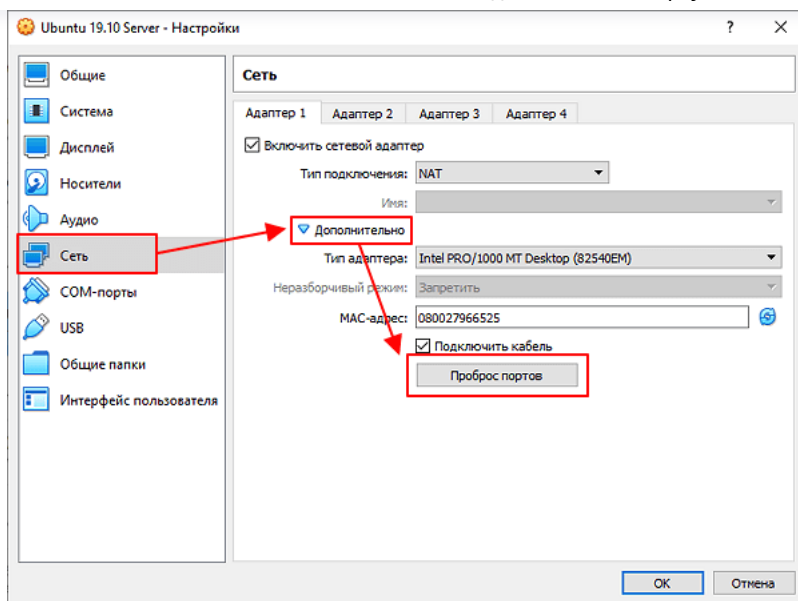 Ubuntu 19.10 Server - Настройки ? ×
Общие
Система
Дисплей
Носители
Аудио
Сеть
COM-порты
USB
Общие папки
Интерфейс пользователя
Сеть
Адаптер 1 Адаптер 2 Адаптер 3 Адаптер 4
Включить сетевой адаптер
Тип подключения: NAT
Имя:
Дополнительно
Тип адаптера: Intel PRO/1000 MT Desktop (82540EM)
Неразборчивый режим: Запретить
MAC-адрес: 080027966525
Подключить кабель
Проброс портов
OK Отмена